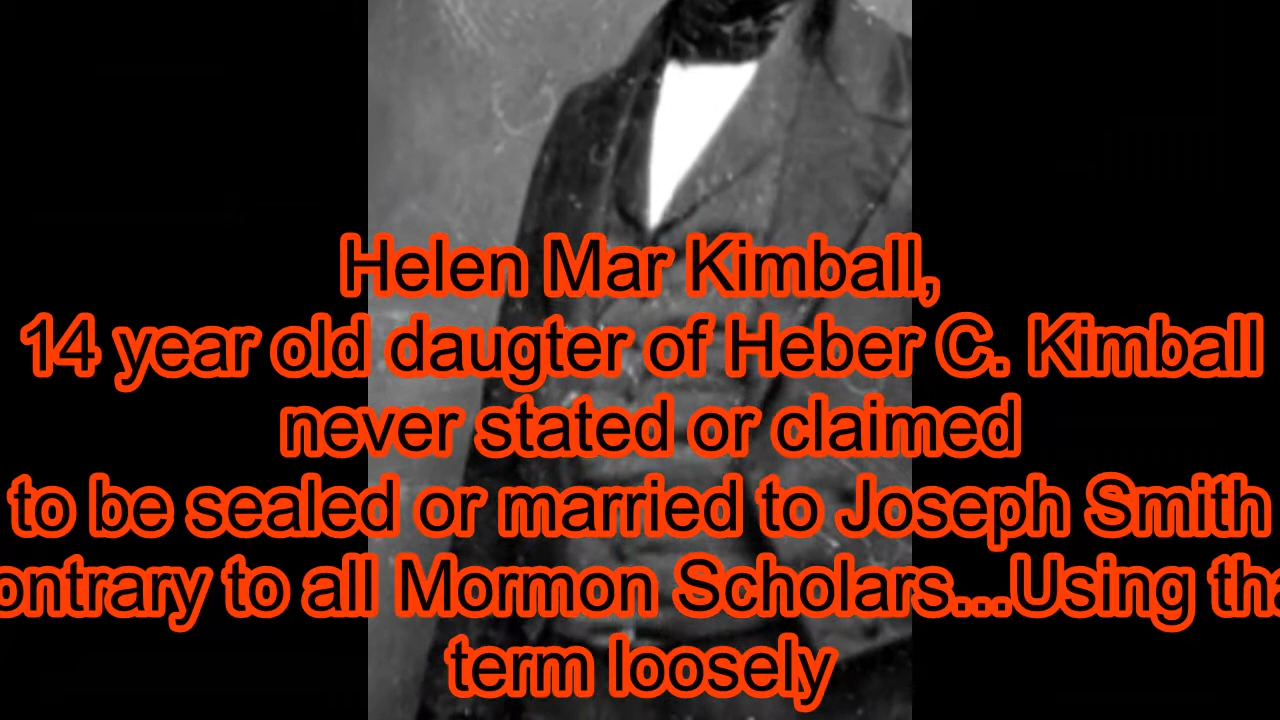 Helen Mar Kimball,
14 year old daugter of Heber C. Kimball
never stated or claimed
to be sealed or married to Joseph Smith
ontrary to all Mormon Scholars...Using tha
term loosely